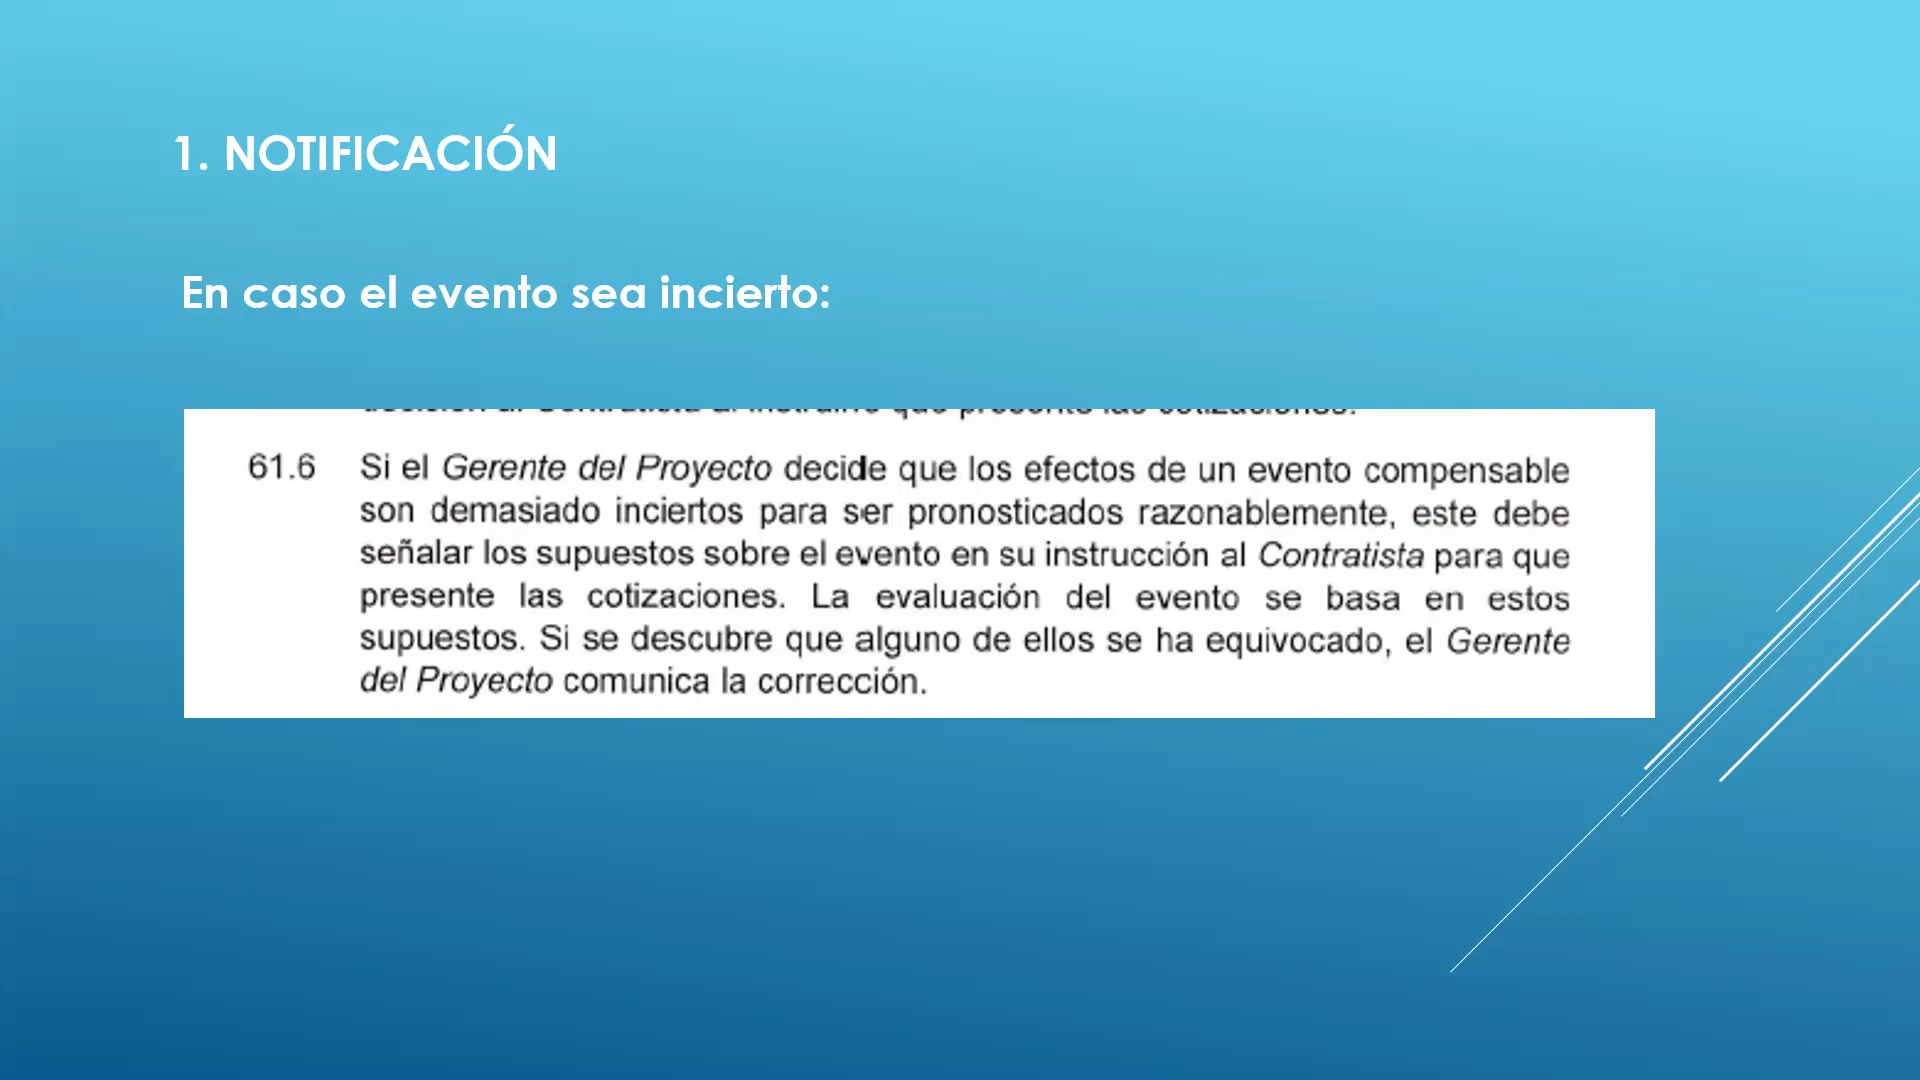 1. NOTIFICACIÓN
En caso el evento sea incierto:
61.6 Si el Gerente del Proyecto decide que los efectos de un evento compensable
son demasiado inciertos para ser pronosticados razonablemente, este debe
señalar los supuestos sobre el evento en su instrucción al Contratista para que
presente las cotizaciones. La evaluación del evento se basa en estos
supuestos. Si se descubre que alguno de ellos se ha equivocado, el Gerente
del Proyecto comunica la corrección.